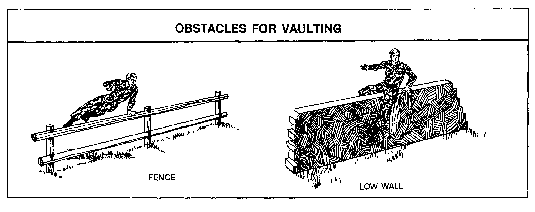 OBSTACLES FOR VAULTING
FENCE
LOW WALL